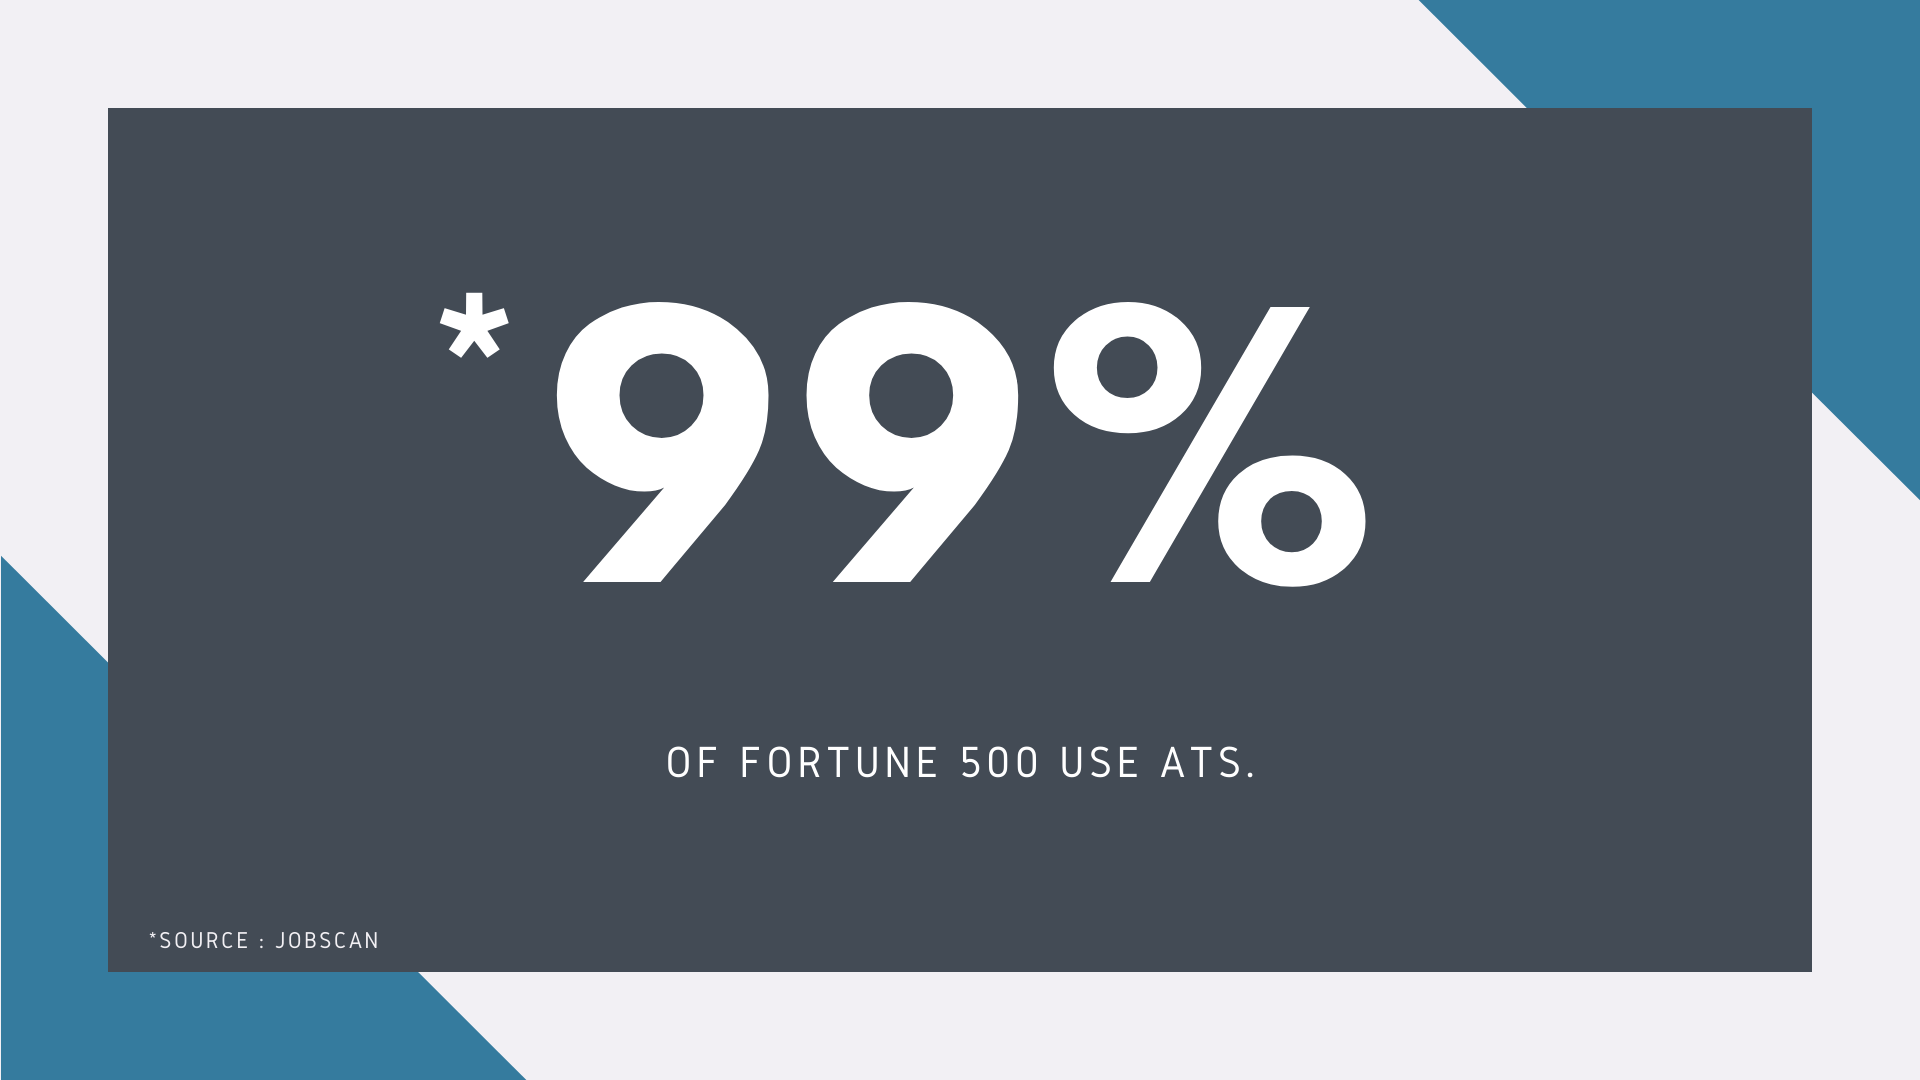 *99%
OF FORTUNE 500 USE ATS.
*SOURCE : JOBSCAN